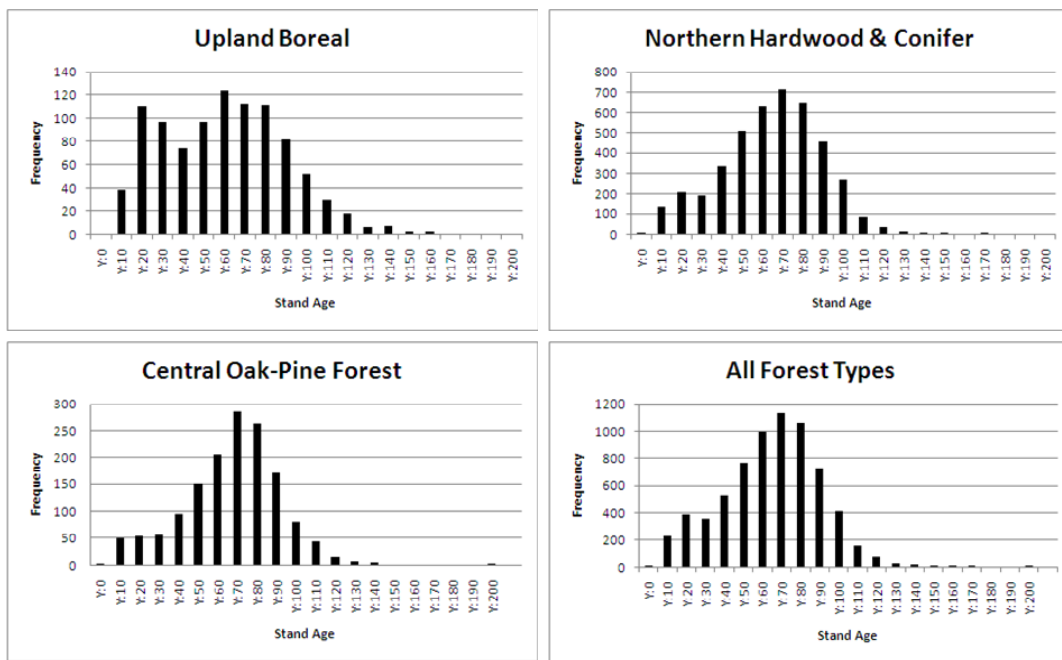 Upland Boreal
140
120
100
80
60
40
20
0
Frequency
Y:0 Y:10 Y:20 Y:30 Y:40 Y:50 Y:60 Y:70 Y:80 Y:90 Y:100 Y:110 Y:120 Y:130 Y:140 Y:150 Y:160 Y:170 Y:180 Y:190 Y:200
Stand Age
Northern Hardwood & Conifer
800
700
600
500
400
300
200
100
0
Frequency
Y:0 Y:10 Y:20 Y:30 Y:40 Y:50 Y:60 Y:70 Y:80 Y:90 Y:100 Y:110 Y:120 Y:130 Y:140 Y:150 Y:160 Y:170 Y:180 Y:190 Y:200
Stand Age
Central Oak-Pine Forest
300
250
200
150
100
50
0
Frequency
Y:0 Y:10 Y:20 Y:30 Y:40 Y:50 Y:60 Y:70 Y:80 Y:90 Y:100 Y:110 Y:120 Y:130 Y:140 Y:150 Y:160 Y:170 Y:180 Y:190 Y:200
Stand Age
All Forest Types
1200
1000
800
600
400
200
0
Frequency
Y:0 Y:10 Y:20 Y:30 Y:40 Y:50 Y:60 Y:70 Y:80 Y:90 Y:100 Y:110 Y:120 Y:130 Y:140 Y:150 Y:160 Y:170 Y:180 Y:190 Y:200
Stand Age